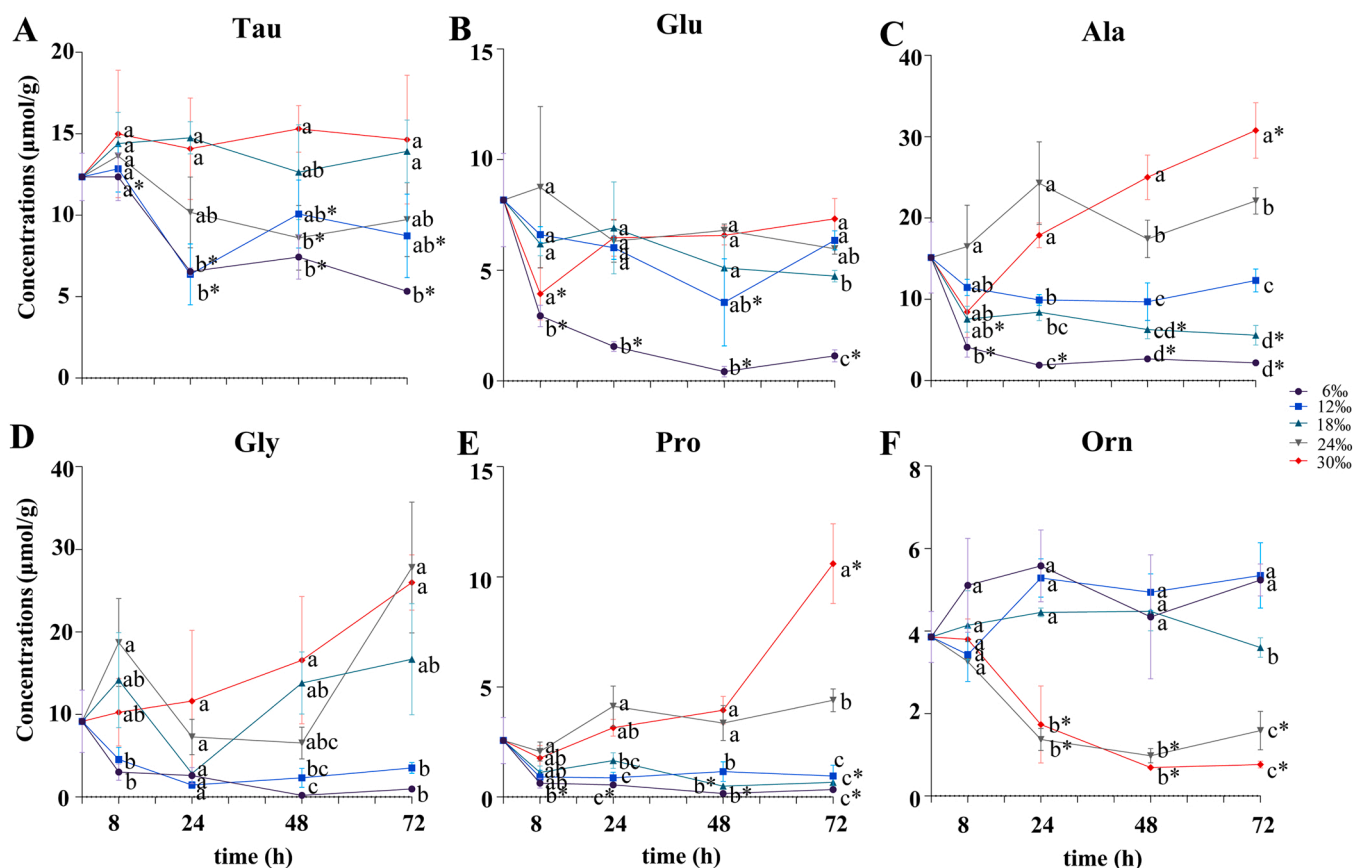 A
Tau
Concentrations (μmol/g)
20
15
10
5
0
a
a
a
a
a*
a
a
ab
b*
b*
a
ab
ab*
b*
b*
a
a
ab
ab*
b*
B
Glu
15
10
5
0
a
a
a
a*
b*
a
a
a
a
b*
a
a
a
ab*
b*
a
a
ab
b
c*
C
Ala
40
30
20
10
0
a
ab
ab
ab*
b*
a
a
b
bc
c*
a
b
c
cd*
d*
a*
b
c
d*
d*
6‰
12‰
18‰
24‰
30‰
D
Gly
Concentrations (μmol/g)
40
30
20
10
0
a
ab
ab
b
b
a
a
a
a
a
a
ab
abc
bc
c
a
a
ab
b
b
8
24
48
72
time (h)
E
Pro
15
10
5
0
a
ab
ab
ab
b*
a
ab
bc
c
c*
a
a
b
b*
b*
a*
b
c
c*
c*
8
24
48
72
time (h)
F
Orn
8
6
4
2
0
a
a
a
a
a
a
a
a
b*
b*
a
a
a
b*
b*
a
a
b
c*
c*
8
24
48
72
time (h)